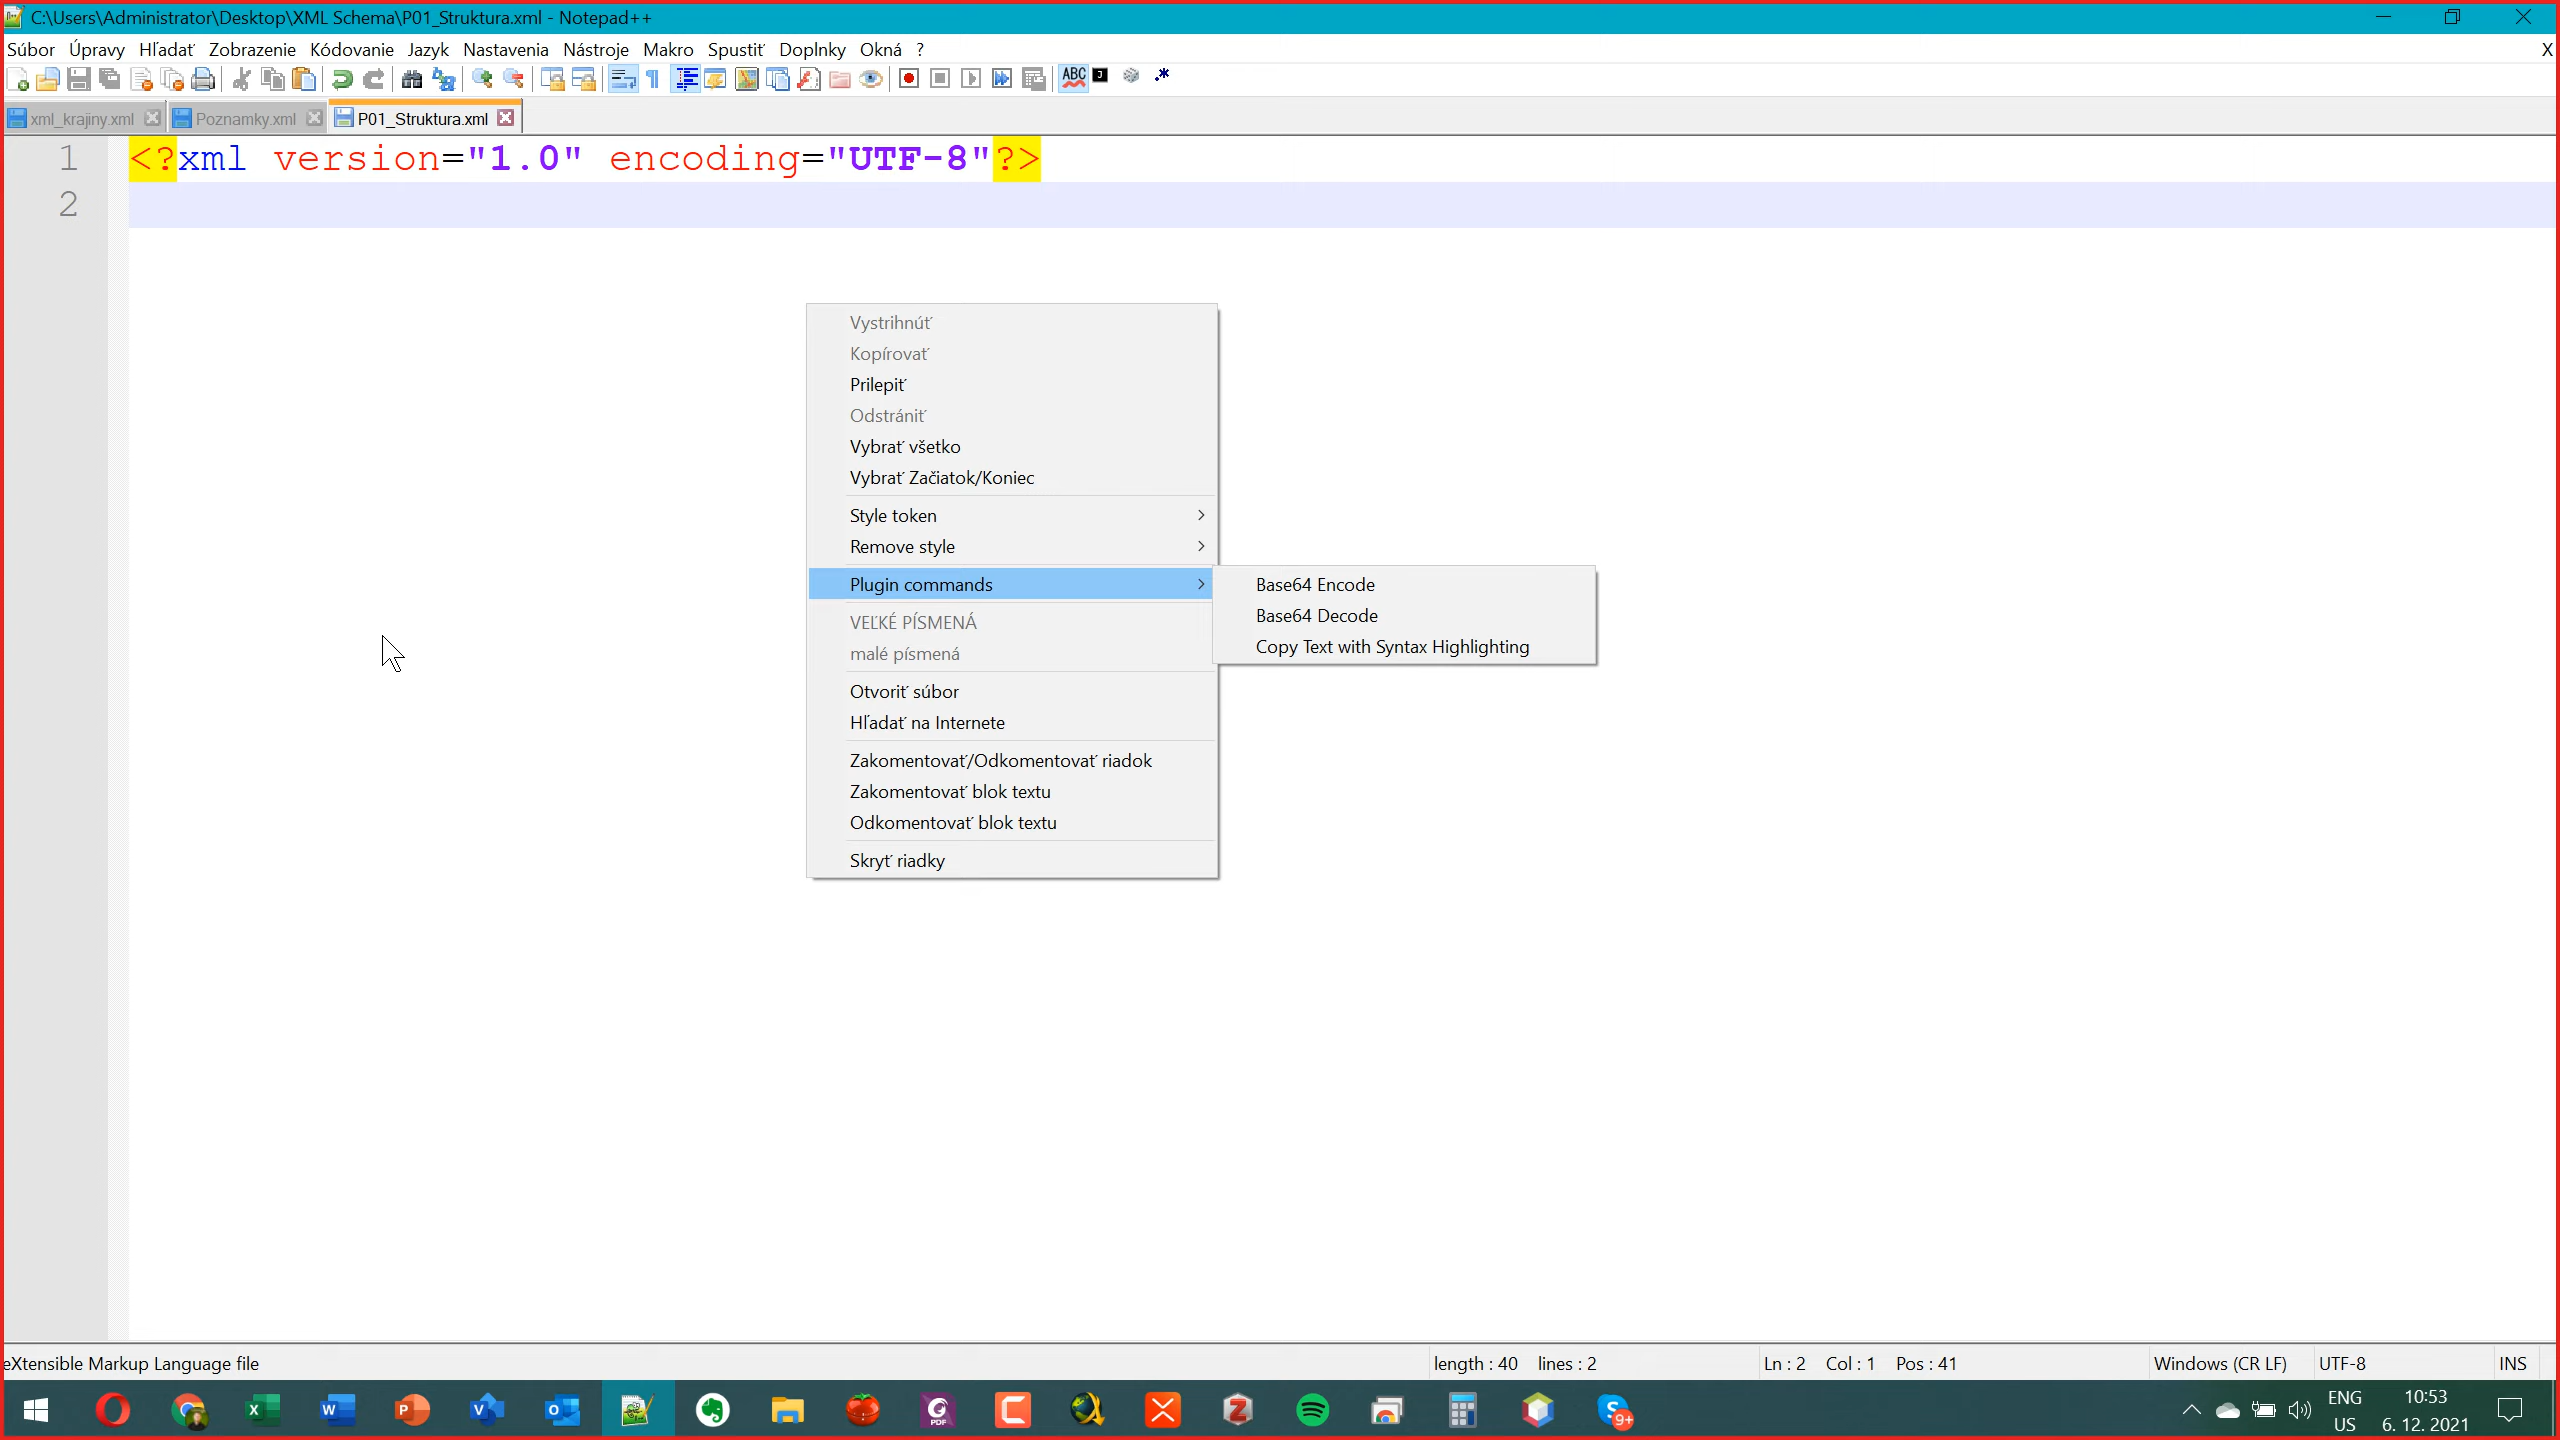 C:\Users\Administrator\Desktop\XML Schema\P01_Struktura.xml - Notepad++
Súbor Úpravy Hľadať Zobrazenie Kódovanie Jazyk Nastavenia Nástroje Makro Spustiť Doplnky Okná ? X
ABC
xml_krajiny.xml Poznamky.xml P01_Struktura.xml
1 <?xml version="1.0" encoding="UTF-8"?>
2
Vystrihnúť
Kopírovať
Prilepiť
Odstrániť
Vybrať všetko
Vybrať Začiatok/Koniec
Style token
Remove style
Plugin commands
Base64 Encode
Base64 Decode
Copy Text with Syntax Highlighting
VEĽKÉ PÍSMENÁ
malé písmená
Otvoriť súbor
Hľadať na Internete
Zakomentovať/Odkomentovať riadok
Zakomentovať blok textu
Odkomentovať blok textu
Skryť riadky
eXtensible Markup Language file length : 40 lines : 2 Ln : 2 Col : 1 Pos : 41 Windows (CR LF) UTF-8 INS
ENG 10:53
US 6. 12. 2021
PDF
9+